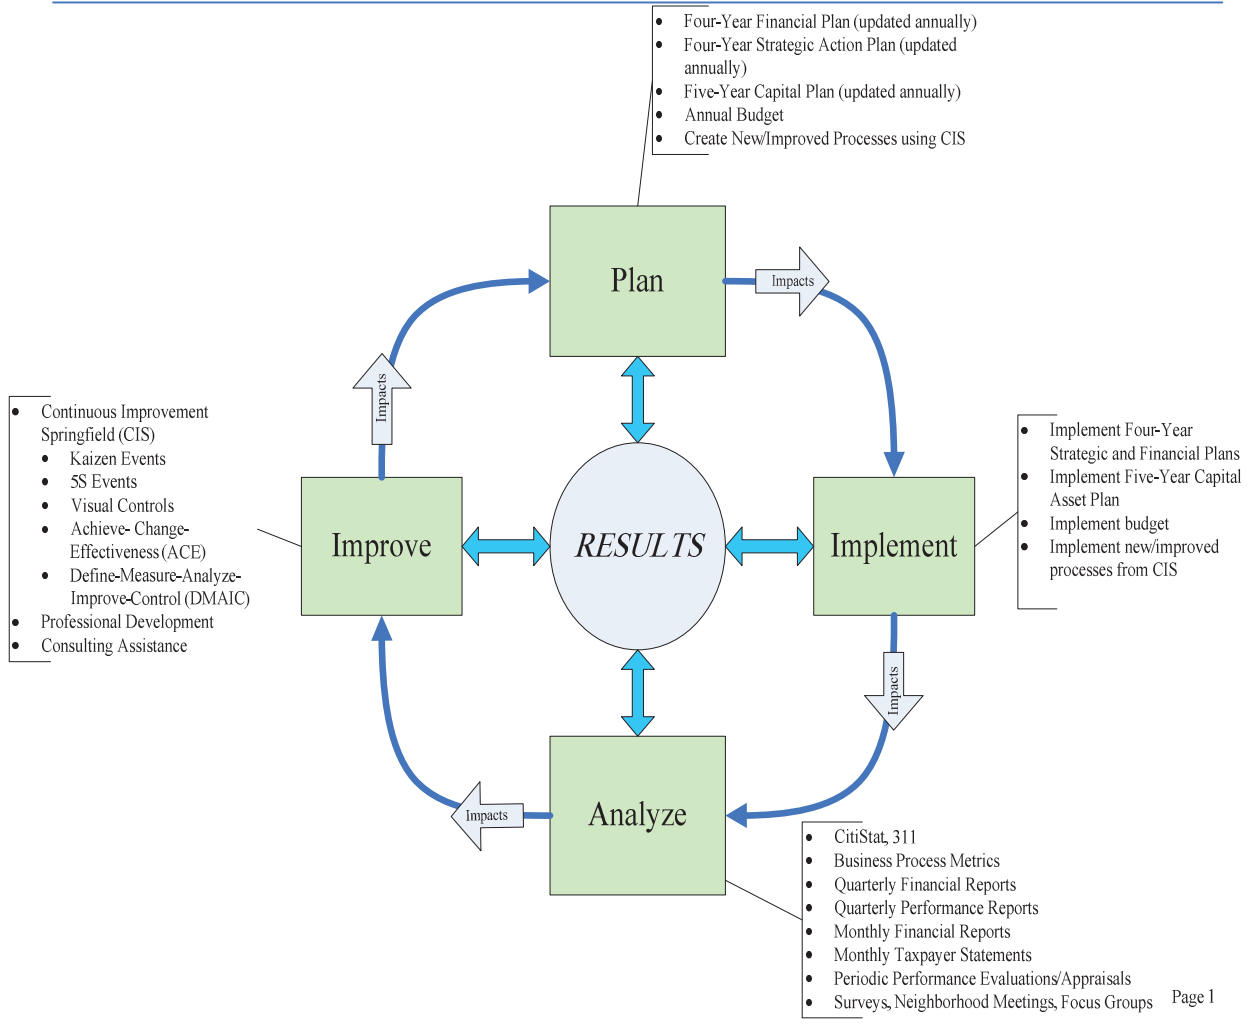 • Four-Year Financial Plan (updated annually)
• Four-Year Strategic Action Plan (updated
annually)
• Five-Year Capital Plan (updated annually)
• Annual Budget
• Create New/Improved Processes using CIS
Plan
Impacts
Impacts
• Continuous Improvement
Springfield (CIS)
• Kaizen Events
• 5S Events
• Visual Controls
• Achieve- Change-
Effectiveness (ACE)
• Define-Measure-Analyze-
Improve-Control (DMAIC)
• Professional Development
• Consulting Assistance
Improve
RESULTS
Implement
• Implement Four-Year
Strategic and Financial Plans
• Implement Five-Year Capital
Asset Plan
• Implement budget
• Implement new/improved
processes from CIS
Impacts
Impacts
Analyze
• CitiStat, 311
• Business Process Metrics
• Quarterly Financial Reports
• Quarterly Performance Reports
• Monthly Financial Reports
• Monthly Taxpayer Statements
• Periodic Performance Evaluations/Appraisals
• Surveys, Neighborhood Meetings, Focus Groups
Page 1